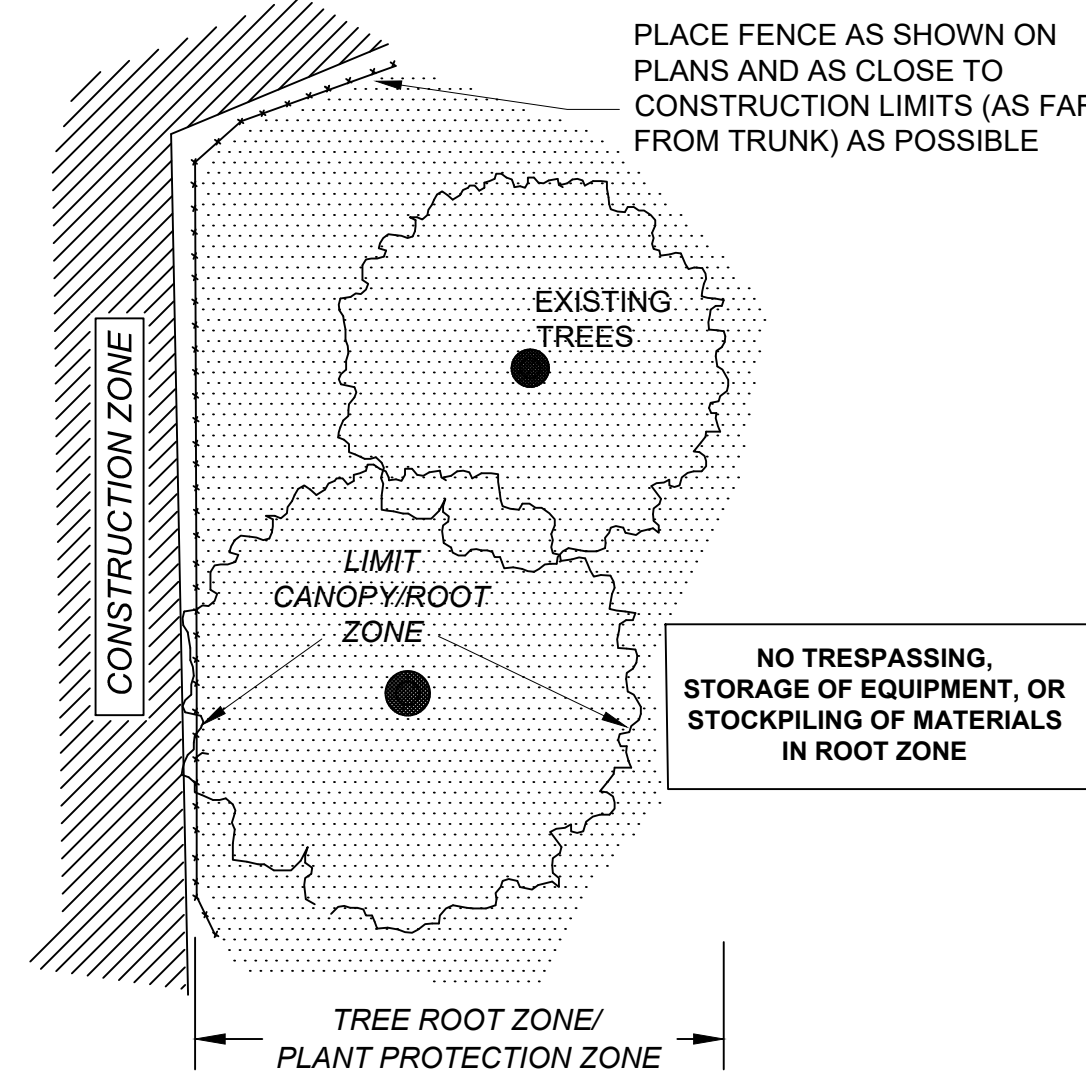 PLACE FENCE AS SHOWN ON
PLANS AND AS CLOSE TO
CONSTRUCTION LIMITS (AS FAR
FROM TRUNK) AS POSSIBLE
EXISTING
TREES
CONSTRUCTION ZONE
LIMIT
CANOPY/ROOT
ZONE
NO TRESPASSING,
STORAGE OF EQUIPMENT, OR
STOCKPILING OF MATERIALS
IN ROOT ZONE
TREE ROOT ZONE/
PLANT PROTECTION ZONE